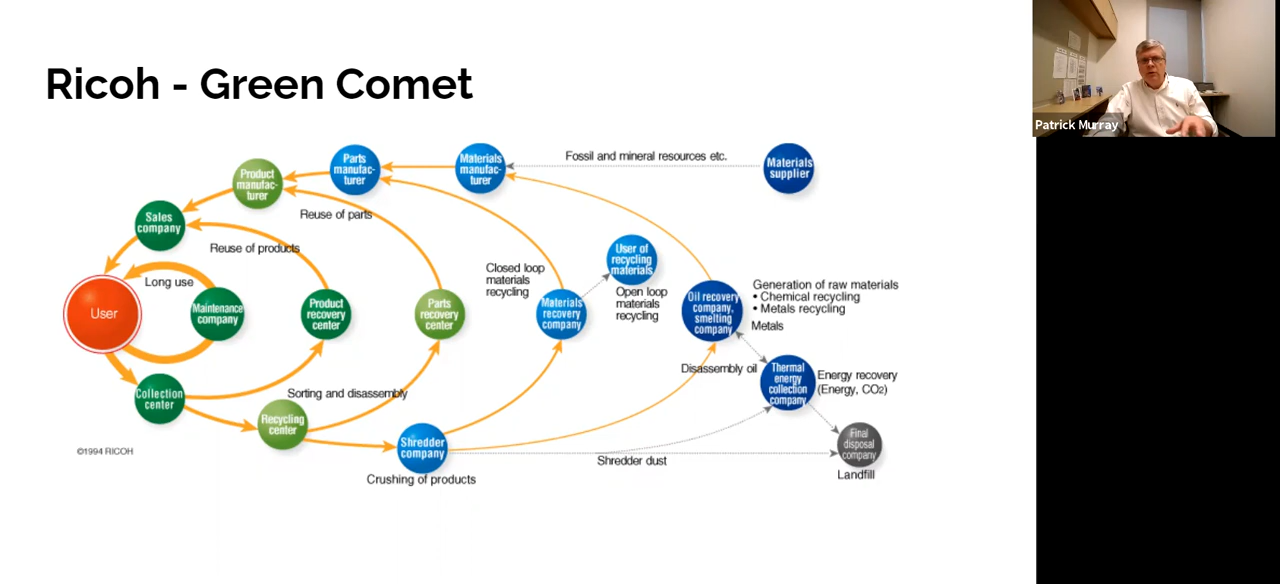 Ricoh - Green Comet
Patrick Murray
Fossil and mineral resources etc.
Materials
supplier
Materials
manufac-
turer
Parts
manufac-
turer
Product
manufac-
turer
Reuse of parts
Sales
company
Reuse of products
Long use
User
Maintenance
company
Product
recovery
center
Parts
recovery
center
Closed loop
materials
recycling
Materials
recovery
company
User of
recycling
materials
Open loop
materials
recycling
Oil recovery
company,
smelting
company
Generation of raw materials
• Chemical recycling
• Metals recycling
Metals
Disassembly oil
Thermal
energy
collection
company
Energy recovery
(Energy, CO2)
Collection
center
Sorting and disassembly
Recycling
center
Shredder
company
Crushing of products
Shredder dust
Final
disposal
company
Landfill
©1994 RICOH